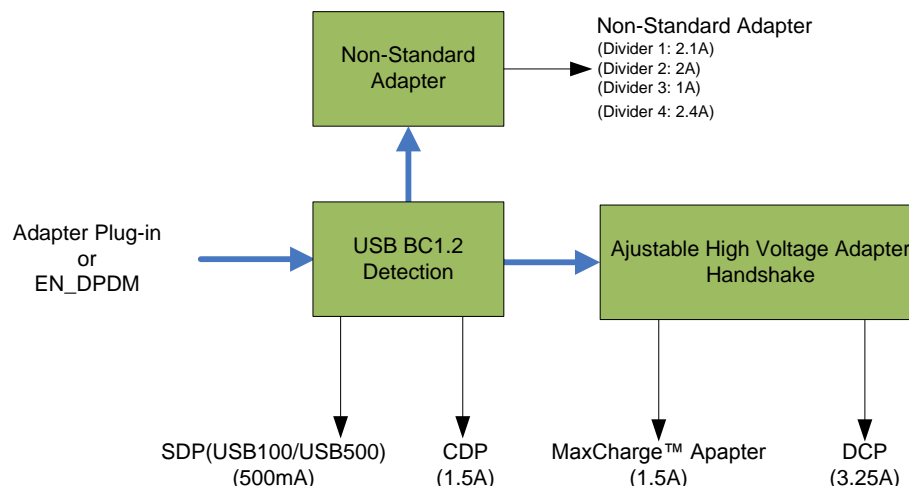 Non-Standard
Adapter
Non-Standard Adapter
(Divider 1: 2.1A)
(Divider 2: 2A)
(Divider 3: 1A)
(Divider 4: 2.4A)
Adapter Plug-in
or
EN_DPDM
USB BC1.2
Detection
Ajustable High Voltage Adapter
Handshake
SDP(USB100/USB500)
(500mA)
CDP
(1.5A)
MaxCharge™ Apapter
(1.5A)
DCP
(3.25A)